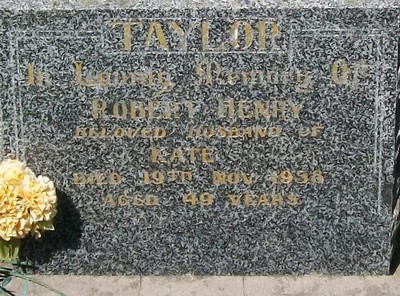 TAYLOR
In Loving Memory Of
ROBERT HENRY
BELOVED HUSBAND OF
KATE
DIED 19TH NOV. 1958
AGED 49 YEARS